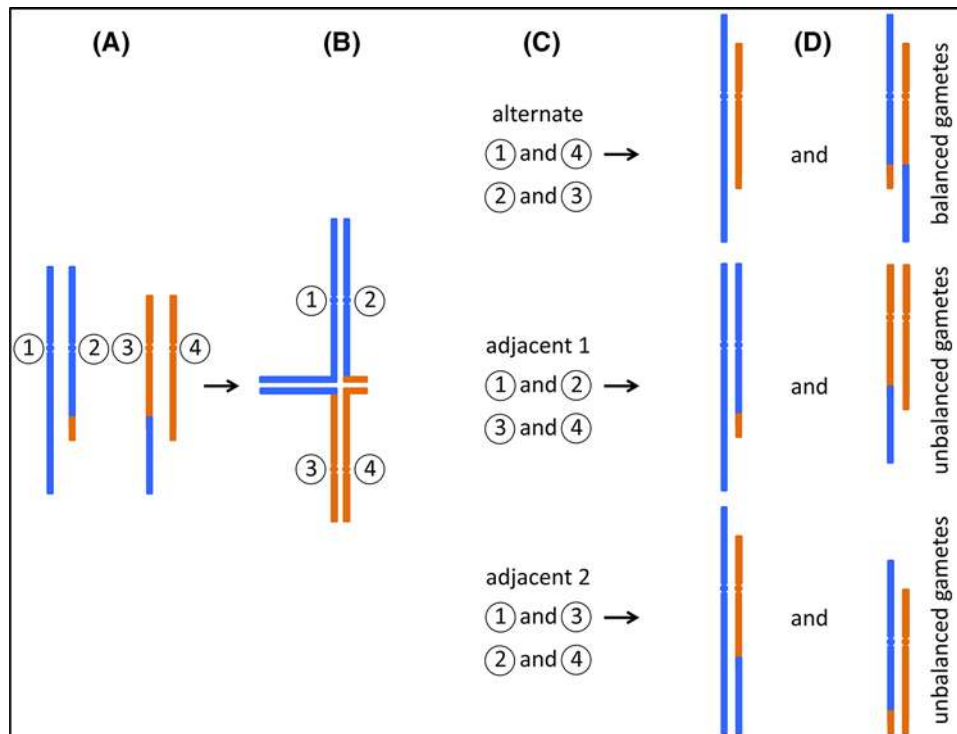 (A)
(B)
(C)
(D)
1
2
3
4
1
2
3
4
alternate
1 and 4
2 and 3
and
balanced gametes
adjacent 1
1 and 2
3 and 4
and
unbalanced gametes
adjacent 2
1 and 3
2 and 4
and
unbalanced gametes